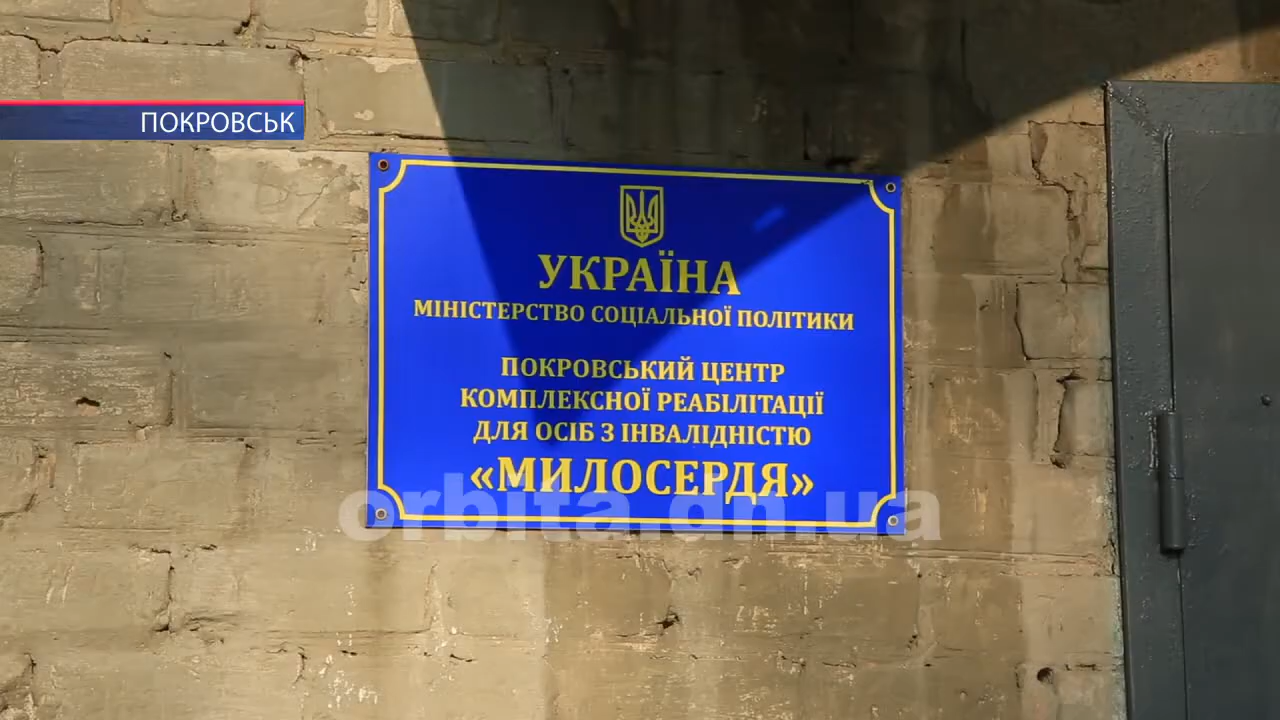 ПОКРОВСЬК
УКРАЇНА
МІНІСТЕРСТВО СОЦІАЛЬНОЇ ПОЛІТИКИ
ПОКРОВСЬКИЙ ЦЕНТР
КОМПЛЕКСНОЇ РЕАБІЛІТАЦІЇ
ДЛЯ ОСІБ З ІНВАЛІДНІСТЮ
«МИЛОСЕРДЯ»
orbita.dn.ua